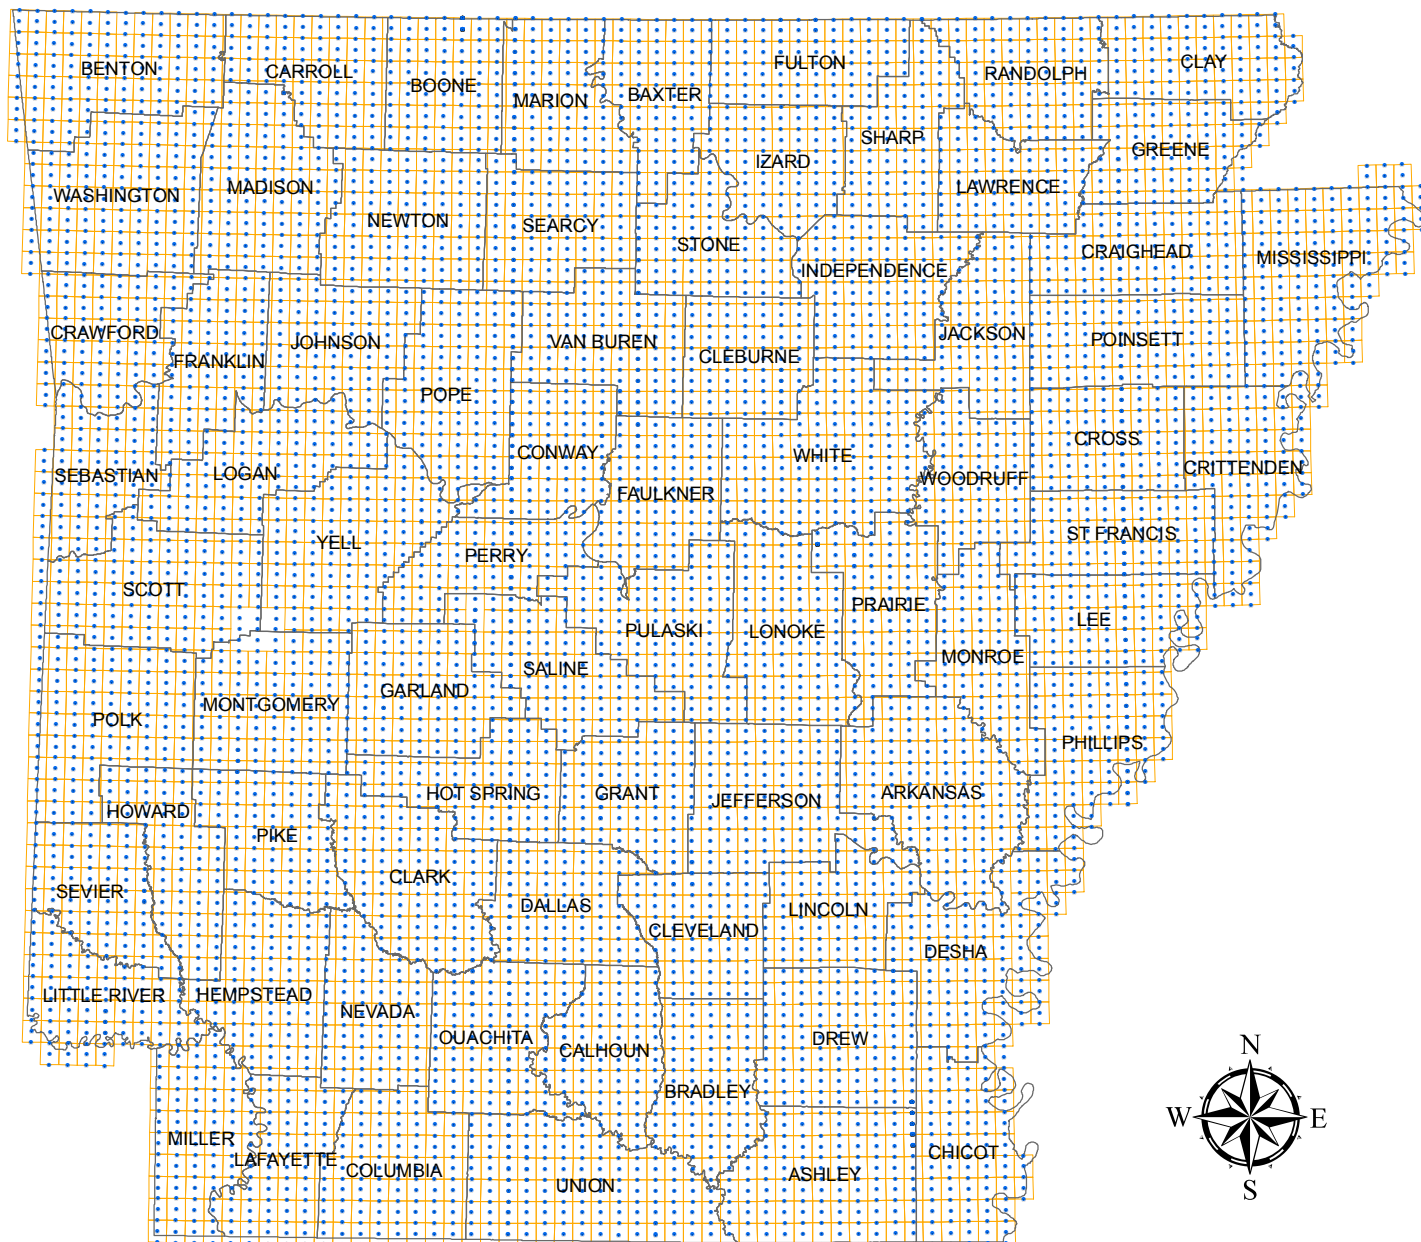 BENTON
CARROLL
BOONE
MARION
BAXTER
FULTON
RANDOLPH
CLAY
SHARP
IZARD
GREENE
WASHINGTON
MADISON
NEWTON
SEARCY
STONE
LAWRENCE
CRAIGHEAD
MISSISSIPPI
INDEPENDENCE
CRAWFORD
FRANKLIN
JOHNSON
VAN BUREN
CLEBURNE
JACKSON
POINSETT
POPE
CONWAY
WHITE
CROSS
CRITTENDEN
SEBASTIAN
LOGAN
FAULKNER
WOODRUFF
YELL
PERRY
ST FRANCIS
SCOTT
PULASKI
LONOKE
PRAIRIE
LEE
MONROE
SALINE
GARLAND
MONTGOMERY
POLK
PHILLIPS
HOWARD
HOT SPRING
GRANT
JEFFERSON
ARKANSAS
PIKE
CLARK
SEVIER
DALLAS
CLEVELAND
LINCOLN
DESHA
LITTLE RIVER
HEMPSTEAD
NEVADA
OUACHITA
CALHOUN
DREW
BRADLEY
MILLER
LAFAYETTE
COLUMBIA
UNION
ASHLEY
CHICOT
N
W
E
S